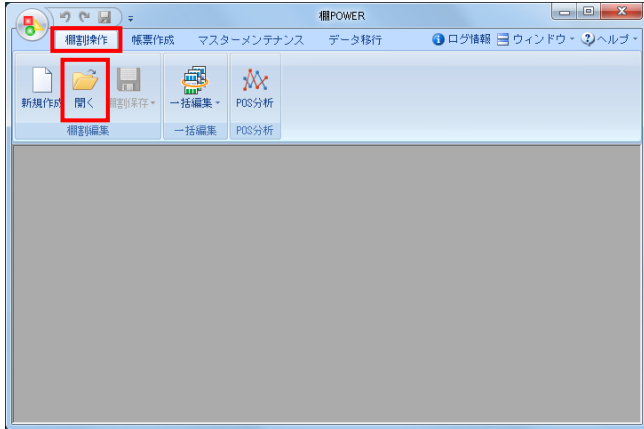 棚POWER
棚割操作 帳票作成 マスターメンテナンス データ移行 ログ情報 ウィンドウ ヘルプ
新規作成 開く 棚割保存 一括編集 POS分析
棚割編集 一括編集 POS分析